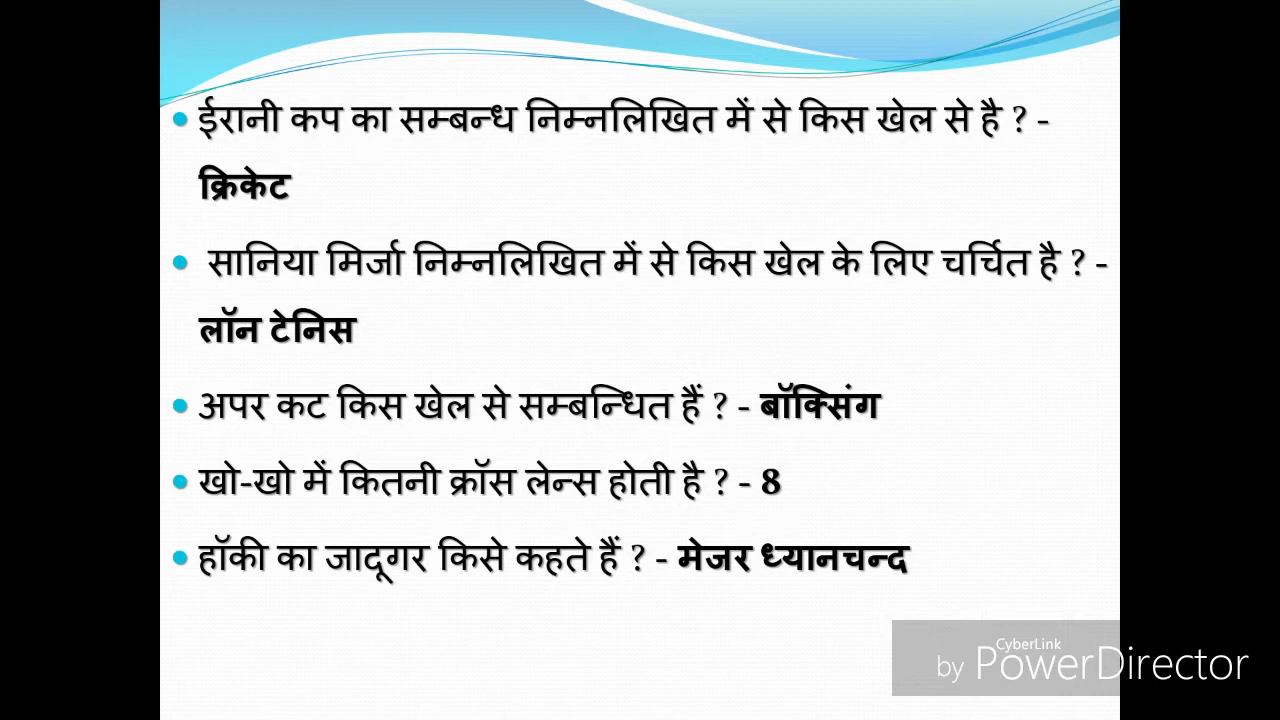 ईरानी कप का सम्बन्ध निम्नलिखित में से किस खेल से है ? -
क्रिकेट
सानिया मिर्जा निम्नलिखित में से किस खेल के लिए चर्चित है ? -
लॉन टेनिस
अपर कट किस खेल से सम्बन्धित हैं ? - बॉक्सिंग
खो-खो में कितनी क्रॉस लेन्स होती है ? - 8
हॉकी का जादूगर किसे कहते हैं ? - मेजर ध्यानचन्द
CyberLink
by PowerDirector